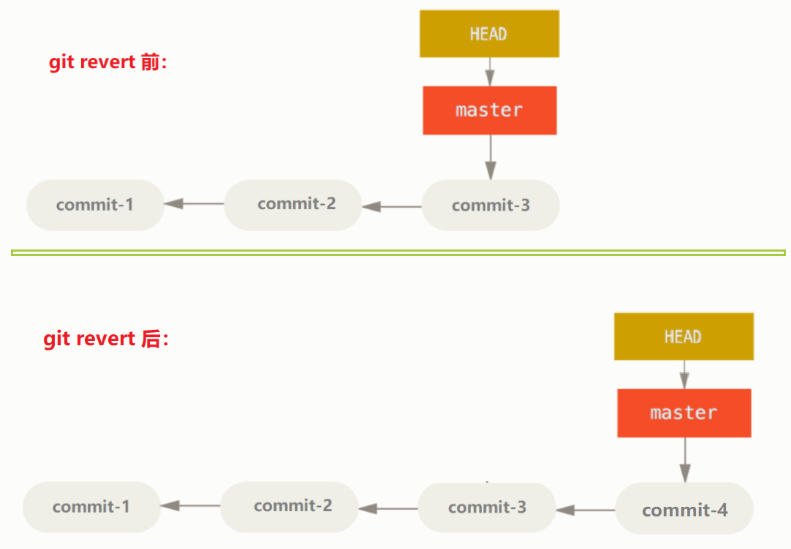 HEAD
git revert 前：
master
commit-1
commit-2
commit-3
git revert 后：
HEAD
master
commit-1
commit-2
commit-3
commit-4